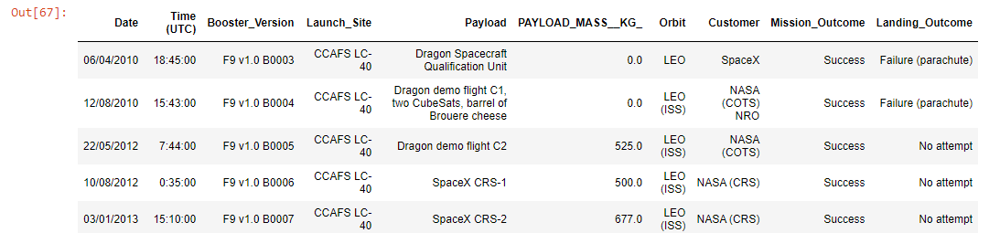 Out[67]:
Date Time (UTC) Booster_Version Launch_Site Payload PAYLOAD_MASS__KG_ Orbit Customer Mission_Outcome Landing_Outcome
06/04/2010 18:45:00 F9 v1.0 B0003 CCAFS LC-40 Dragon Spacecraft Qualification Unit 0.0 LEO SpaceX Success Failure (parachute)
12/08/2010 15:43:00 F9 v1.0 B0004 CCAFS LC-40 Dragon demo flight C1, two CubeSats, barrel of Brouere cheese 0.0 LEO (ISS) NASA (COTS) NRO Success Failure (parachute)
22/05/2012 7:44:00 F9 v1.0 B0005 CCAFS LC-40 Dragon demo flight C2 525.0 LEO (ISS) NASA (COTS) Success No attempt
10/08/2012 0:35:00 F9 v1.0 B0006 CCAFS LC-40 SpaceX CRS-1 500.0 LEO (ISS) NASA (CRS) Success No attempt
03/01/2013 15:10:00 F9 v1.0 B0007 CCAFS LC-40 SpaceX CRS-2 677.0 LEO (ISS) NASA (CRS) Success No attempt